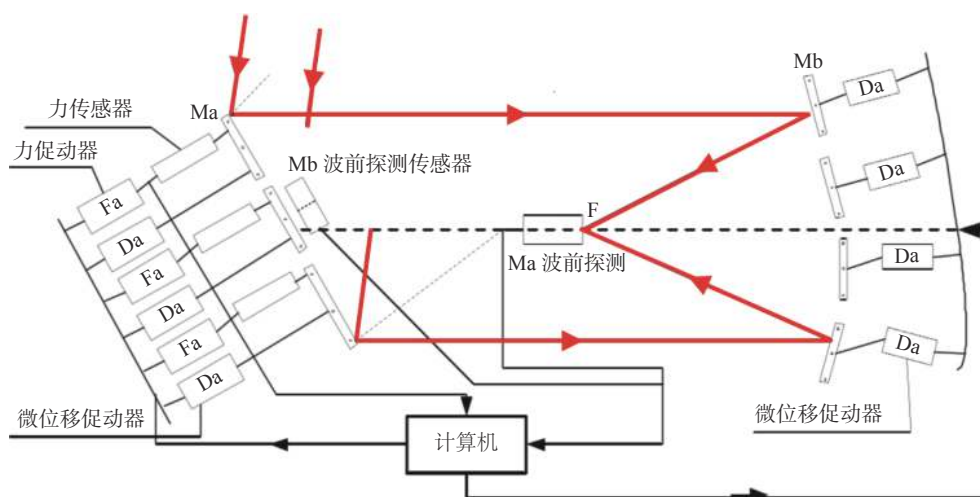 Mb
Da
力传感器
Ma
Mb 波前探测传感器
力促动器
Fa
Da
Da
F
Fa
Ma 波前探测
Da
Da
Fa
Da
Da
微位移促动器
微位移促动器
计算机